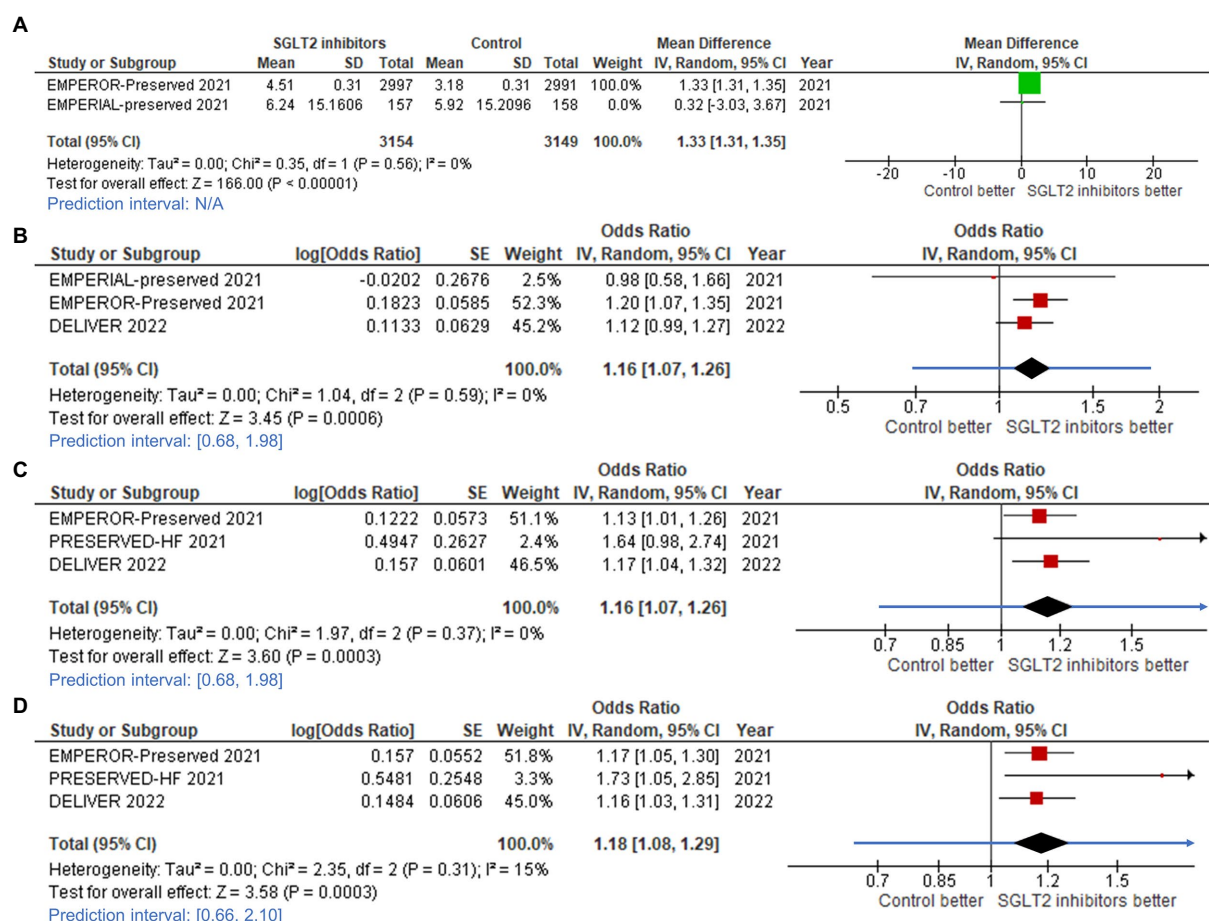 A
SGLT2 inhibitors Control Mean Difference Mean Difference
Study or Subgroup Mean SD Total Mean SD Total Weight IV, Random, 95% CI Year IV, Random, 95% CI
EMPEROR-Preserved 2021 4.51 0.31 2997 3.18 0.31 2991 100.0% 1.33 [1.31, 1.35] 2021
EMPERIAL-preserved 2021 6.24 15.1606 157 5.92 15.2096 158 0.0% 0.32 [-3.03, 3.67] 2021
Total (95% CI) 3154 3149 100.0% 1.33 [1.31, 1.35]
Heterogeneity: Tau² = 0.00; Chi² = 0.35, df = 1 (P = 0.56); I² = 0%
Test for overall effect: Z = 166.00 (P < 0.00001)
Prediction interval: N/A
-20 -10 0 10 20
Control better SGLT2 inhibitors better
B
Odds Ratio Odds Ratio
Study or Subgroup log[Odds Ratio] SE Weight IV, Random, 95% CI Year IV, Random, 95% CI
EMPERIAL-preserved 2021 -0.0202 0.2676 2.5% 0.98 [0.58, 1.66] 2021
EMPEROR-Preserved 2021 0.1823 0.0585 52.3% 1.20 [1.07, 1.35] 2021
DELIVER 2022 0.1133 0.0629 45.2% 1.12 [0.99, 1.27] 2022
Total (95% CI) 100.0% 1.16 [1.07, 1.26]
Heterogeneity: Tau² = 0.00; Chi² = 1.04, df = 2 (P = 0.59); I² = 0%
Test for overall effect: Z = 3.45 (P = 0.0006)
Prediction interval: [0.68, 1.98]
0.5 0.7 1 1.5 2
Control better SGLT2 inbitors better
C
Odds Ratio Odds Ratio
Study or Subgroup log[Odds Ratio] SE Weight IV, Random, 95% CI Year IV, Random, 95% CI
EMPEROR-Preserved 2021 0.1222 0.0573 51.1% 1.13 [1.01, 1.26] 2021
PRESERVED-HF 2021 0.4947 0.2627 2.4% 1.64 [0.98, 2.74] 2021
DELIVER 2022 0.157 0.0601 46.5% 1.17 [1.04, 1.32] 2022
Total (95% CI) 100.0% 1.16 [1.07, 1.26]
Heterogeneity: Tau² = 0.00; Chi² = 1.97, df = 2 (P = 0.37); I² = 0%
Test for overall effect: Z = 3.60 (P = 0.0003)
Prediction interval: [0.68, 1.98]
0.7 0.85 1 1.2 1.5
Control better SGLT2 inhibitors better
D
Odds Ratio Odds Ratio
Study or Subgroup log[Odds Ratio] SE Weight IV, Random, 95% CI Year IV, Random, 95% CI
EMPEROR-Preserved 2021 0.157 0.0552 51.8% 1.17 [1.05, 1.30] 2021
PRESERVED-HF 2021 0.5481 0.2548 3.3% 1.73 [1.05, 2.85] 2021
DELIVER 2022 0.1484 0.0606 45.0% 1.16 [1.03, 1.31] 2022
Total (95% CI) 100.0% 1.18 [1.08, 1.29]
Heterogeneity: Tau² = 0.00; Chi² = 2.35, df = 2 (P = 0.31); I² = 15%
Test for overall effect: Z = 3.58 (P = 0.0003)
Prediction interval: [0.66, 2.10]
0.7 0.85 1 1.2 1.5
Control better SGLT2 inhibitors better